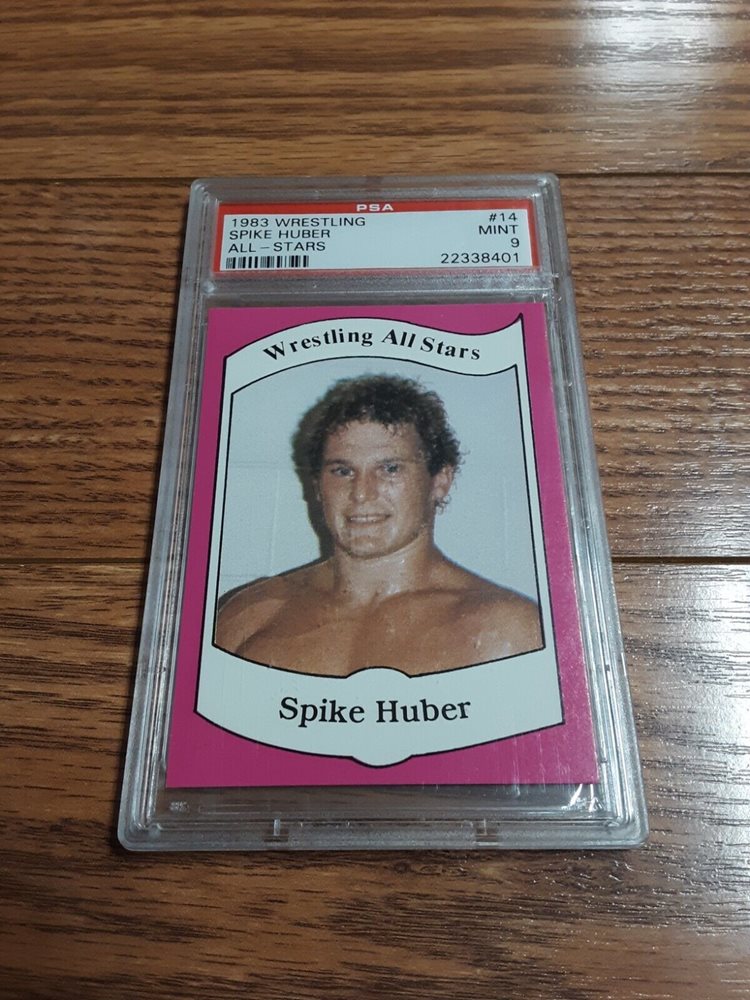 PSA
1983 WRESTLING #14
SPIKE HUBER MINT
ALL-STARS 9
22338401
Wrestling All Stars
Spike Huber